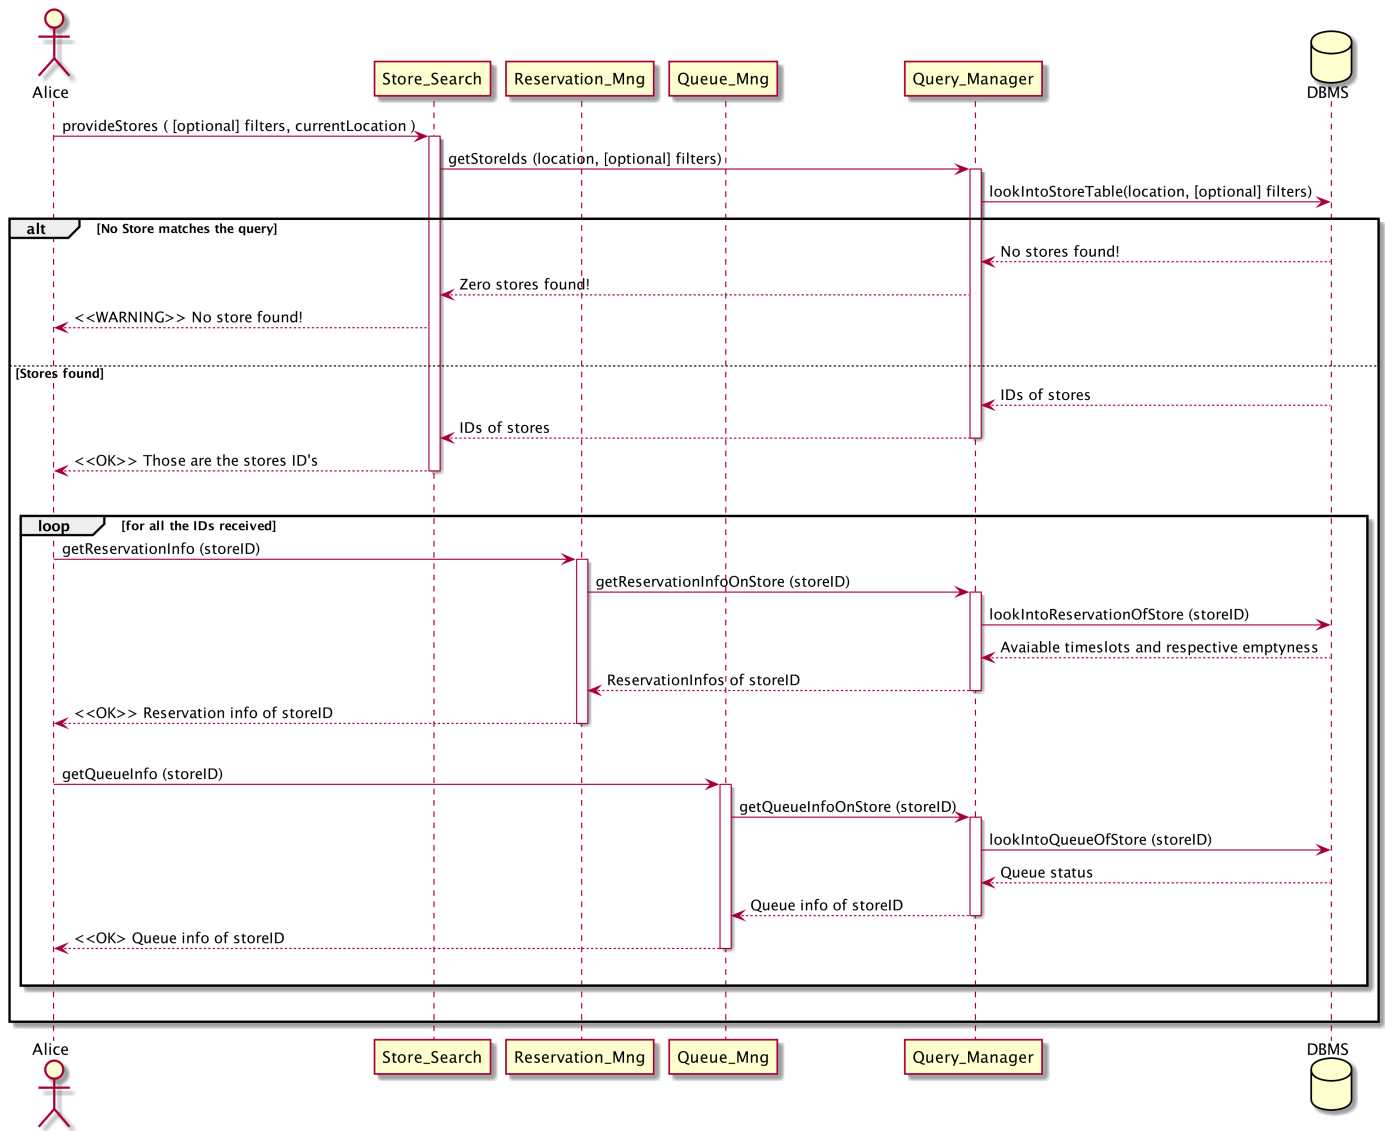 Alice
Store_Search
Reservation_Mng
Queue_Mng
Query_Manager
DBMS
provideStores ( [optional] filters, currentLocation )
getStoreIds (location, [optional] filters)
lookIntoStoreTable(location, [optional] filters)
alt
[No Store matches the query]
No stores found!
Zero stores found!
<<WARNING>> No store found!
[Stores found]
IDs of stores
IDs of stores
<<OK>> Those are the stores ID's
loop
[for all the IDs received]
getReservationInfo (storeID)
getReservationInfoOnStore (storeID)
lookIntoReservationOfStore (storeID)
Avaiable timeslots and respective emptyness
ReservationInfos of storeID
<<OK>> Reservation info of storeID
getQueueInfo (storeID)
getQueueInfoOnStore (storeID)
lookIntoQueueOfStore (storeID)
Queue status
Queue info of storeID
<<OK> Queue info of storeID
Alice
Store_Search
Reservation_Mng
Queue_Mng
Query_Manager
DBMS